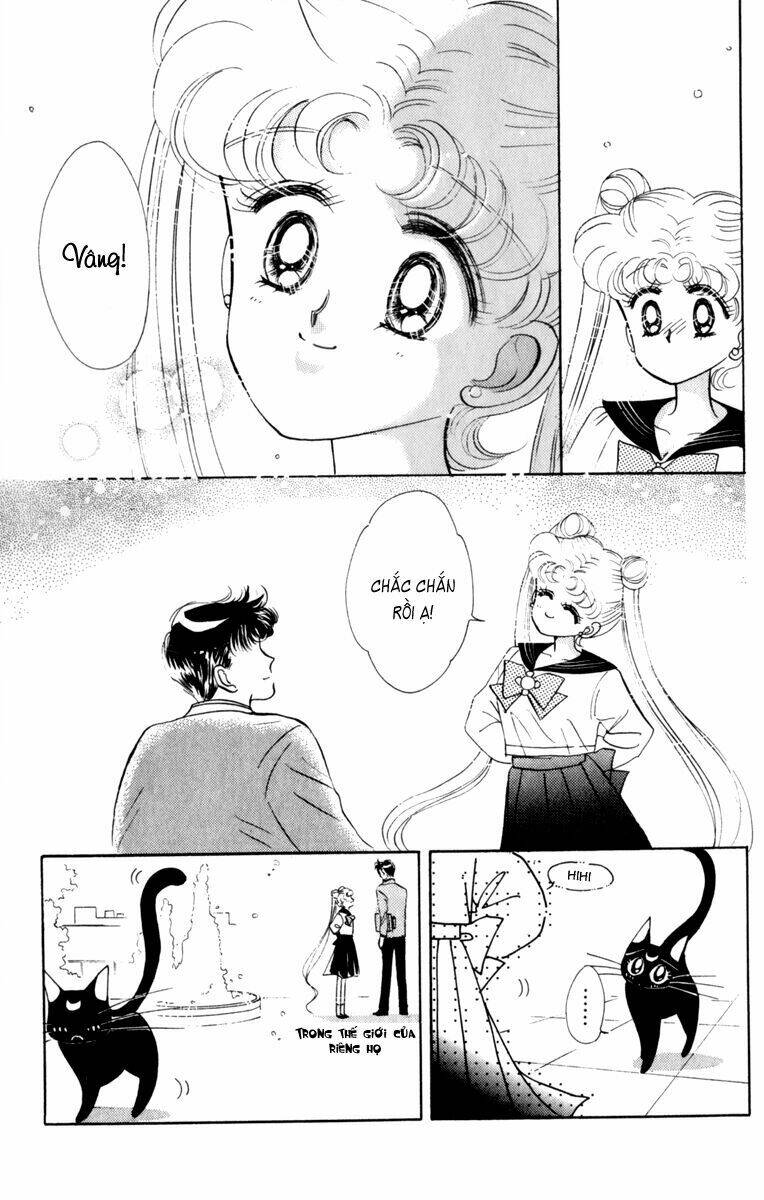 Vâng!
CHẮC CHẮN
RỒI Ạ!
HIHI
......
TRONG THẾ GIỚI CỦA
RIÊNG HỌ